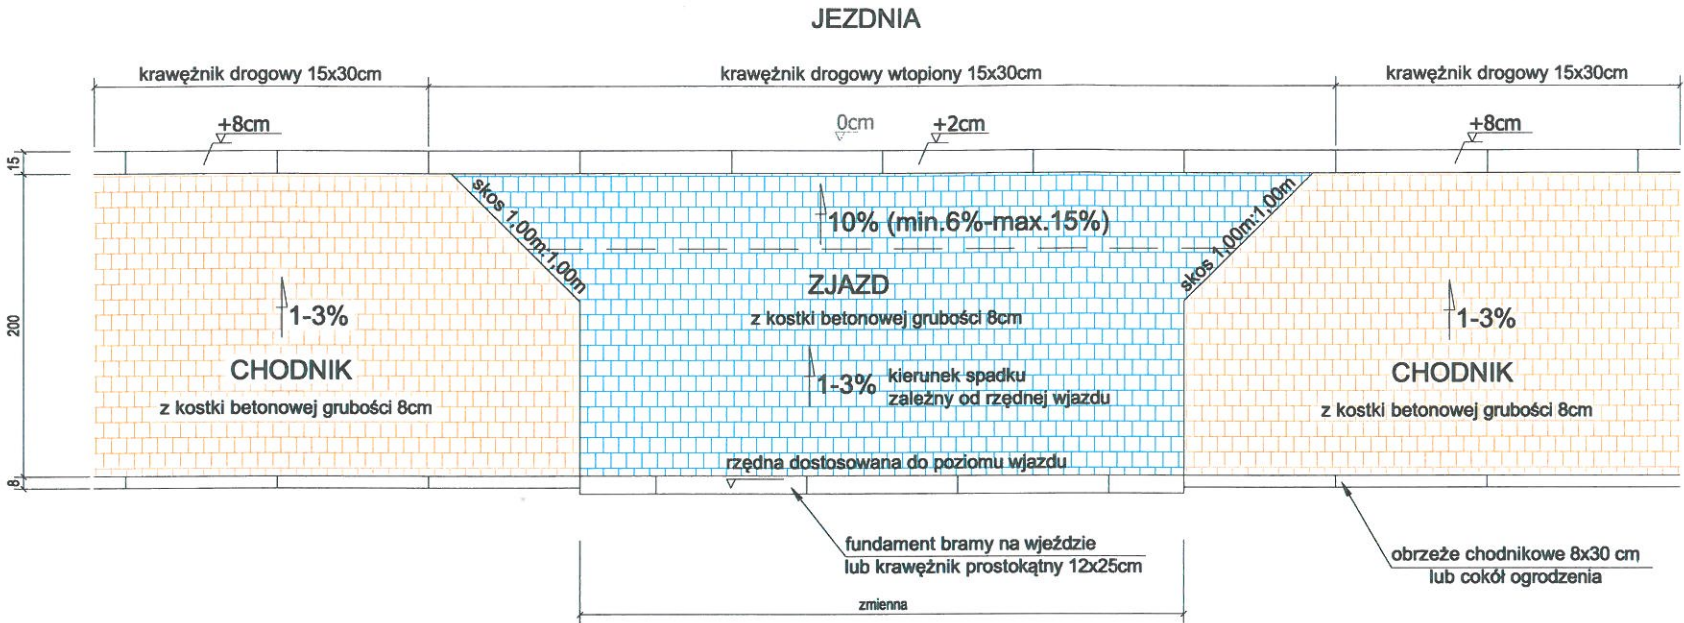 JEZDNIA
krawężnik drogowy 15x30cm
krawężnik drogowy wtopiony 15x30cm
krawężnik drogowy 15x30cm
+8cm
0cm
+2cm
+8cm
15
skos 1,00m:1,00m
10% (min.6%-max.15%)
skos 1,00m:1,00m
ZJAZD
z kostki betonowej grubości 8cm
1-3%
1-3%
200
CHODNIK
z kostki betonowej grubości 8cm
1-3% kierunek spadku
zależny od rzędnej wjazdu
CHODNIK
z kostki betonowej grubości 8cm
rzędna dostosowana do poziomu wjazdu
8
fundament bramy na wjeździe
lub krawężnik prostokątny 12x25cm
obrzeże chodnikowe 8x30 cm
lub cokół ogrodzenia
zmienna